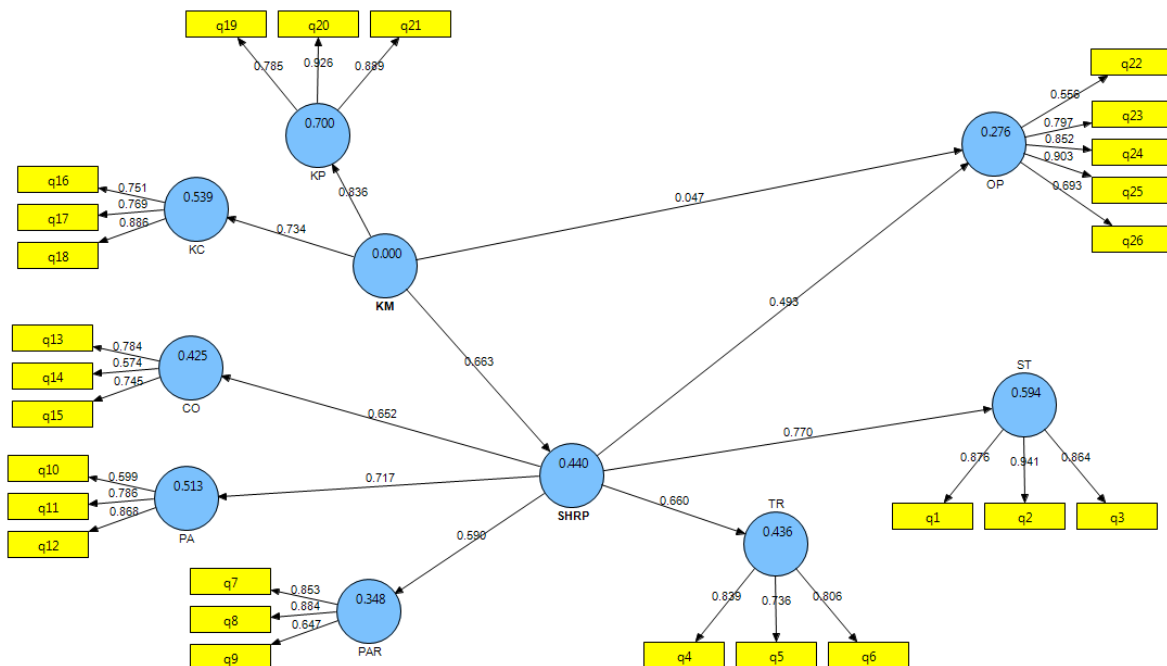 q19 q20 q21
0.785 0.926 0.889
q22
0.556
q23
0.797
0.700
KP
0.276
OP
0.852
q24
0.903
q25
0.693
q26
q16
0.751
q17
0.769
q18
0.886
0.539
KC
0.836
0.734
0.047
0.000
KM
0.493
0.663
q13
0.784
q14
0.574
q15
0.745
0.425
CO
0.652
ST
0.594
0.770
0.876 0.941 0.864
q1 q2 q3
q10
0.599
q11
0.786
q12
0.868
0.513
PA
0.717
0.440
SHRP
0.660
TR
0.436
0.590
q7
0.853
q8
0.884
q9
0.647
0.348
PAR
0.839 0.736 0.806
q4 q5 q6